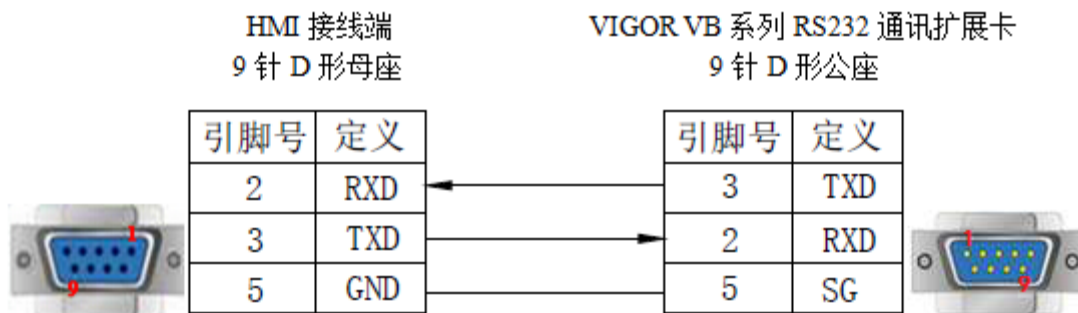 HMI 接线端
9 针 D 形母座
VIGOR VB 系列 RS232 通讯扩展卡
9 针 D 形公座
引脚号 定义 引脚号 定义
2 RXD 3 TXD
3 TXD 2 RXD
5 GND 5 SG
1
9
1
9